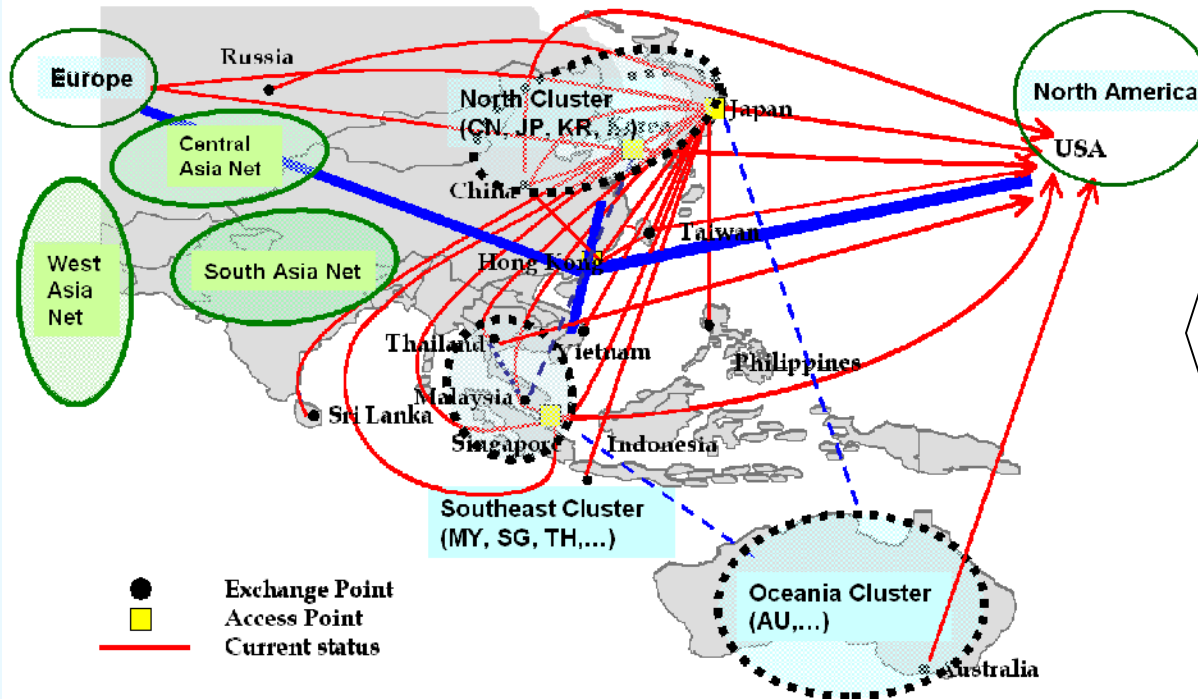 Russia
Europe
North America
North Cluster
(CN, JP, KR, ...)
Korea
Japan
USA
Central
Asia Net
China
Taiwan
West
Asia
Net
South Asia Net
Hong Kong
Thailand
Vietnam
Philippines
Malaysia
Sri Lanka
Singapore
Indonesia
Southeast Cluster
(MY, SG, TH,...)
Exchange Point
Access Point
Current status
Oceania Cluster
(AU,...)
Australia